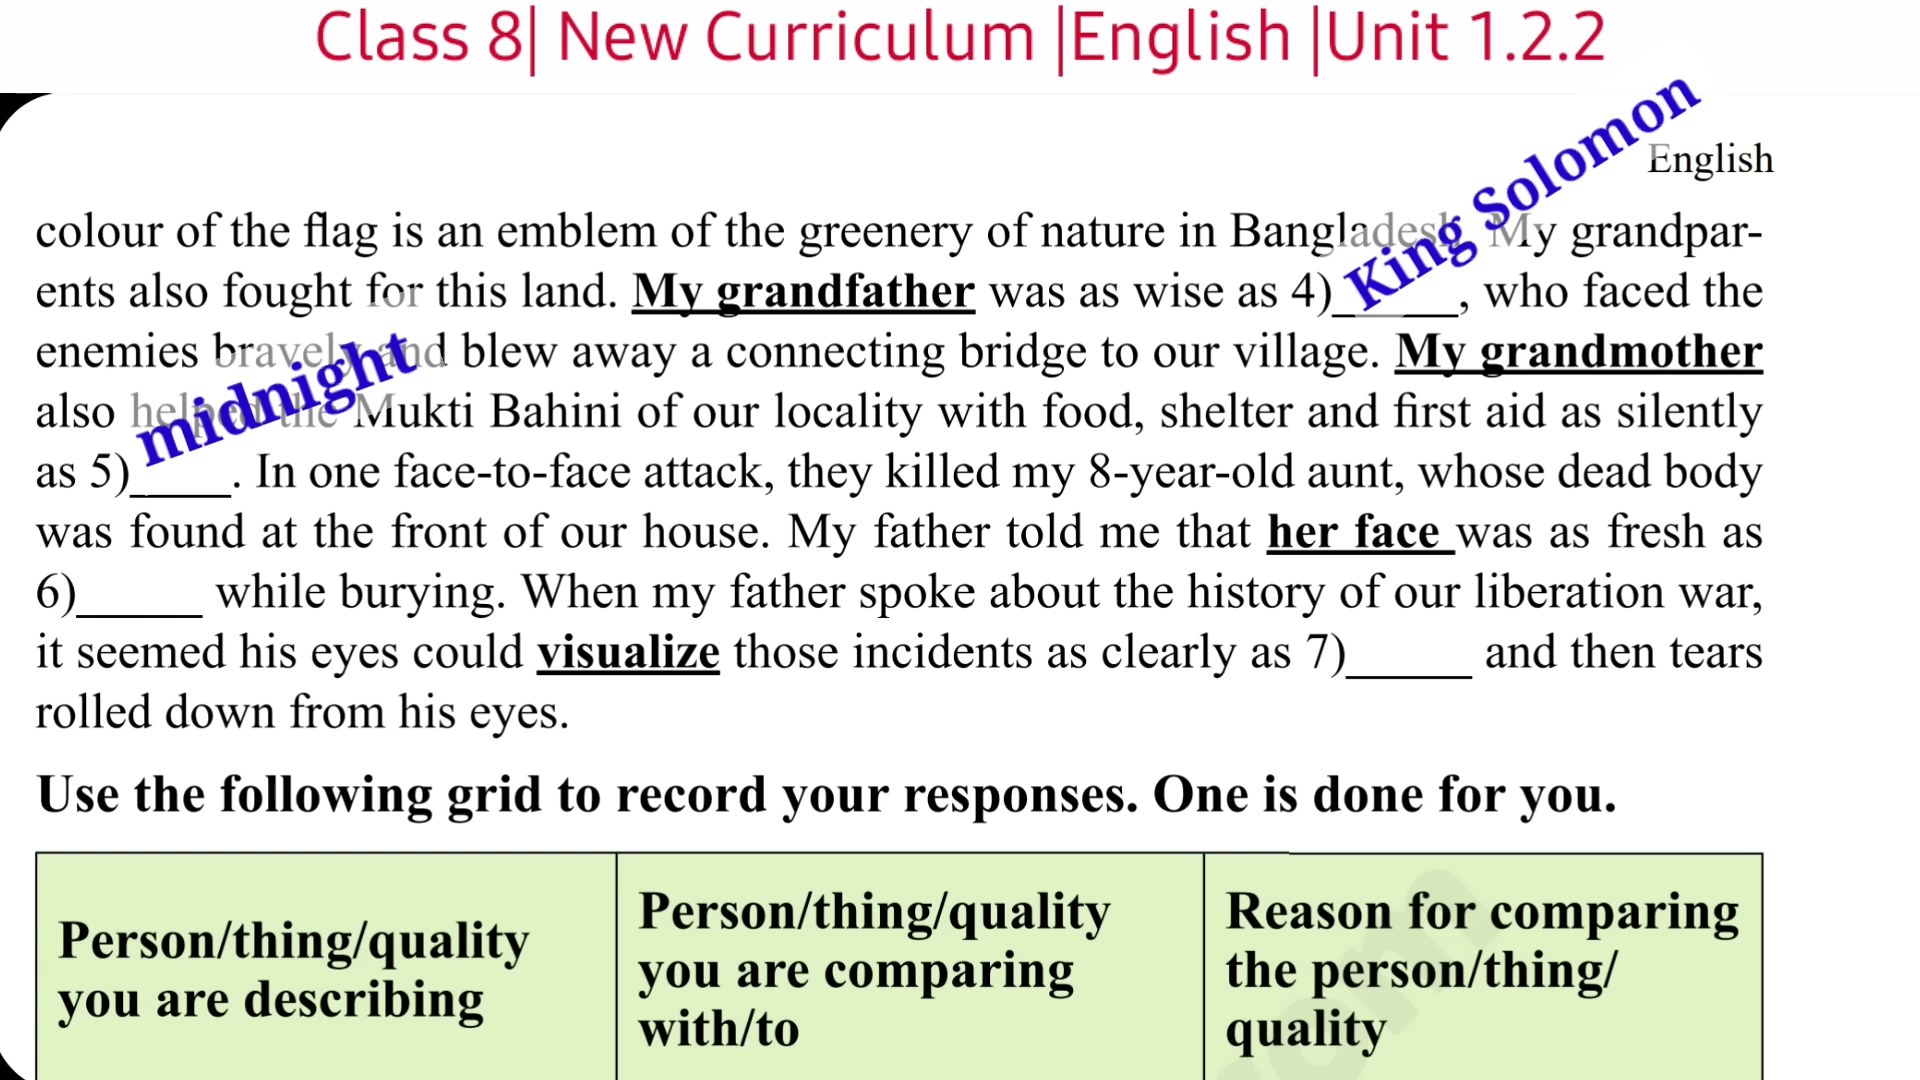 Class 8| New Curriculum |English |Unit 1.2.2
English
colour of the flag is an emblem of the greenery of nature in Bangladesh. My grandpar-
ents also fought for this land. My grandfather was as wise as 4)_____, who faced the
King Solomon
enemies bravely and blew away a connecting bridge to our village. My grandmother
also helped the Mukti Bahini of our locality with food, shelter and first aid as silently
midnight
as 5)____. In one face-to-face attack, they killed my 8-year-old aunt, whose dead body
was found at the front of our house. My father told me that her face was as fresh as
6)_____ while burying. When my father spoke about the history of our liberation war,
it seemed his eyes could visualize those incidents as clearly as 7)_____ and then tears
rolled down from his eyes.
Use the following grid to record your responses. One is done for you.
Person/thing/quality
you are describing
Person/thing/quality
you are comparing
with/to
Reason for comparing
the person/thing/
quality